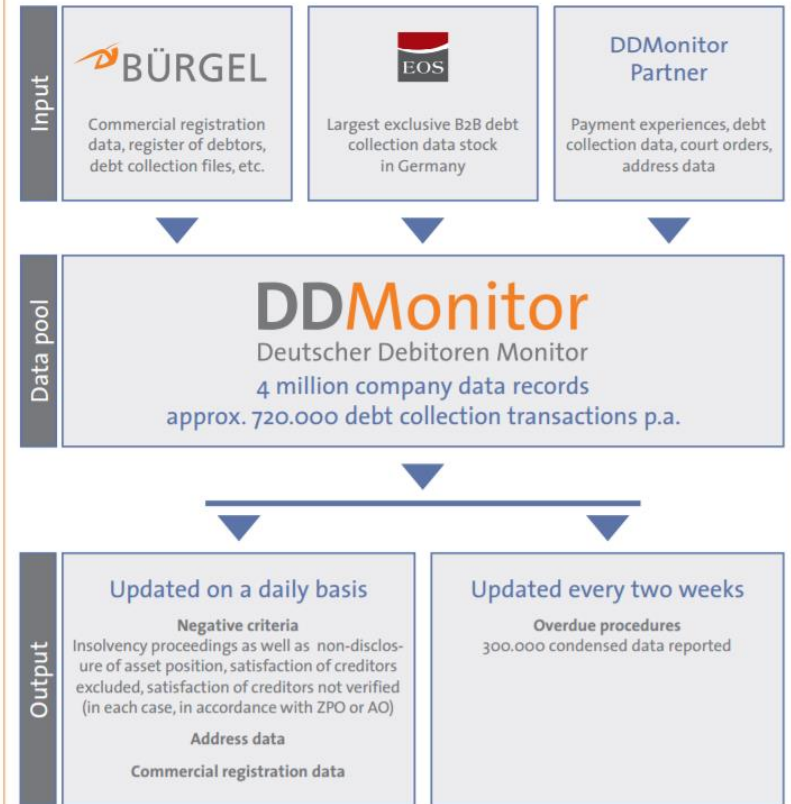 Input
BÜRGEL
Commercial registration
data, register of debtors,
debt collection files, etc.
EOS
Largest exclusive B2B debt
collection data stock
in Germany
DDMonitor
Partner
Payment experiences, debt
collection data, court orders,
address data
Data pool
DDMonitor
Deutscher Debitoren Monitor
4 million company data records
approx. 720.000 debt collection transactions p.a.
Output
Updated on a daily basis
Negative criteria
Insolvency proceedings as well as non-disclos-
ure of asset position, satisfaction of creditors
excluded, satisfaction of creditors not verified
(in each case, in accordance with ZPO or AO)
Address data
Commercial registration data
Updated every two weeks
Overdue procedures
300.000 condensed data reported